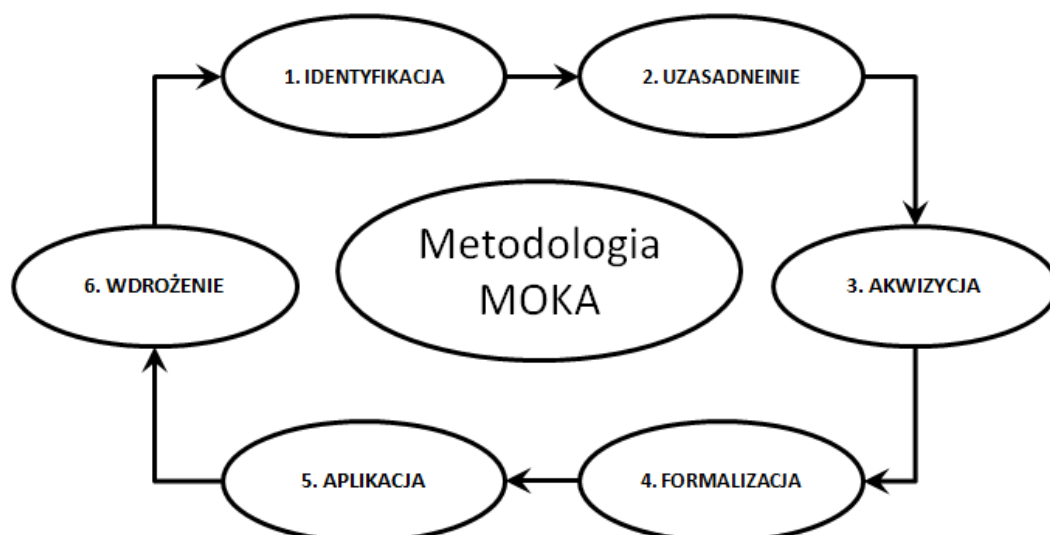 1. IDENTYFIKACJA
2. UZASADNEINIE
Metodologia
MOKA
6. WDROŻENIE
3. AKWIZYCJA
5. APLIKACJA
4. FORMALIZACJA